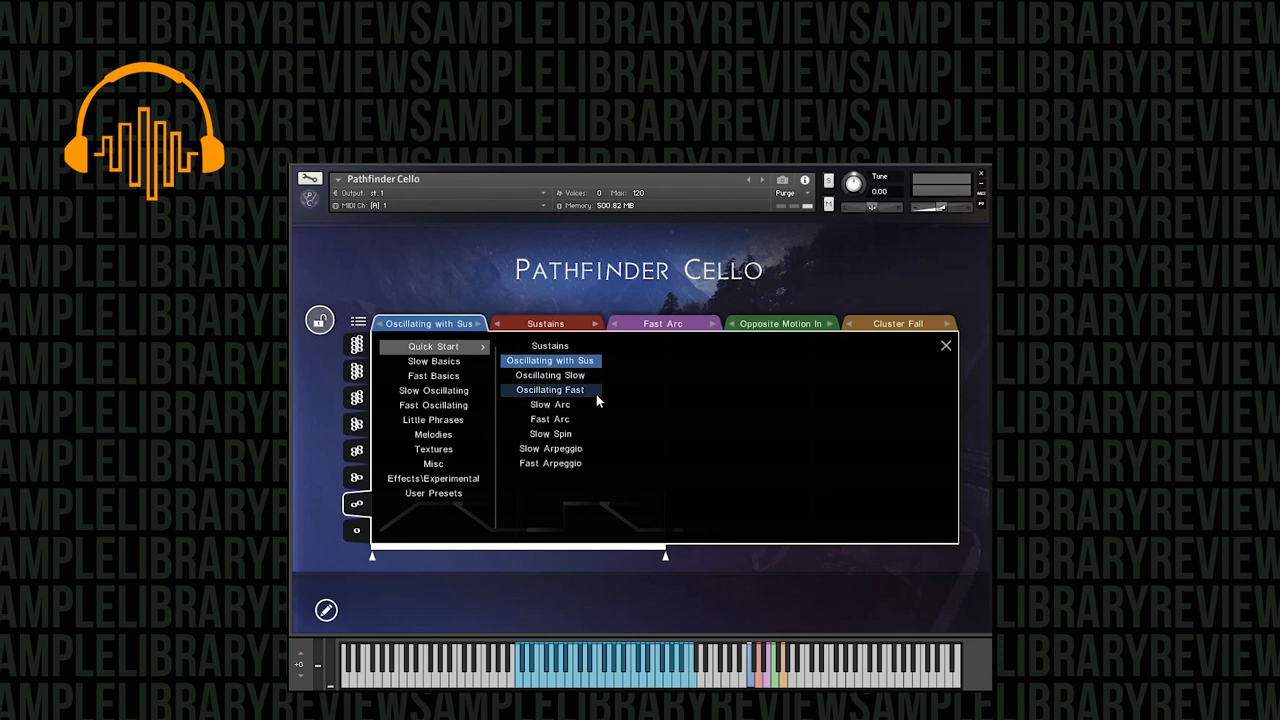 SAMPLELIBRARYREVIEWS
Pathfinder Cello
Output: st.1
Voices: 0 Max: 120
Purge
MIDI Ch: [A] 1
Memory: 500.82 MB
S
M
Tune
0.00
PATHFINDER CELLO
Oscillating with Sus
Sustains
Fast Arc
Opposite Motion In
Cluster Fall
Quick Start
Slow Basics
Fast Basics
Slow Oscillating
Fast Oscillating
Little Phrases
Melodies
Textures
Misc
Effects\Experimental
User Presets
Sustains
Oscillating with Sus
Oscillating Slow
Oscillating Fast
Slow Arc
Fast Arc
Slow Spin
Slow Arpeggio
Fast Arpeggio
+0